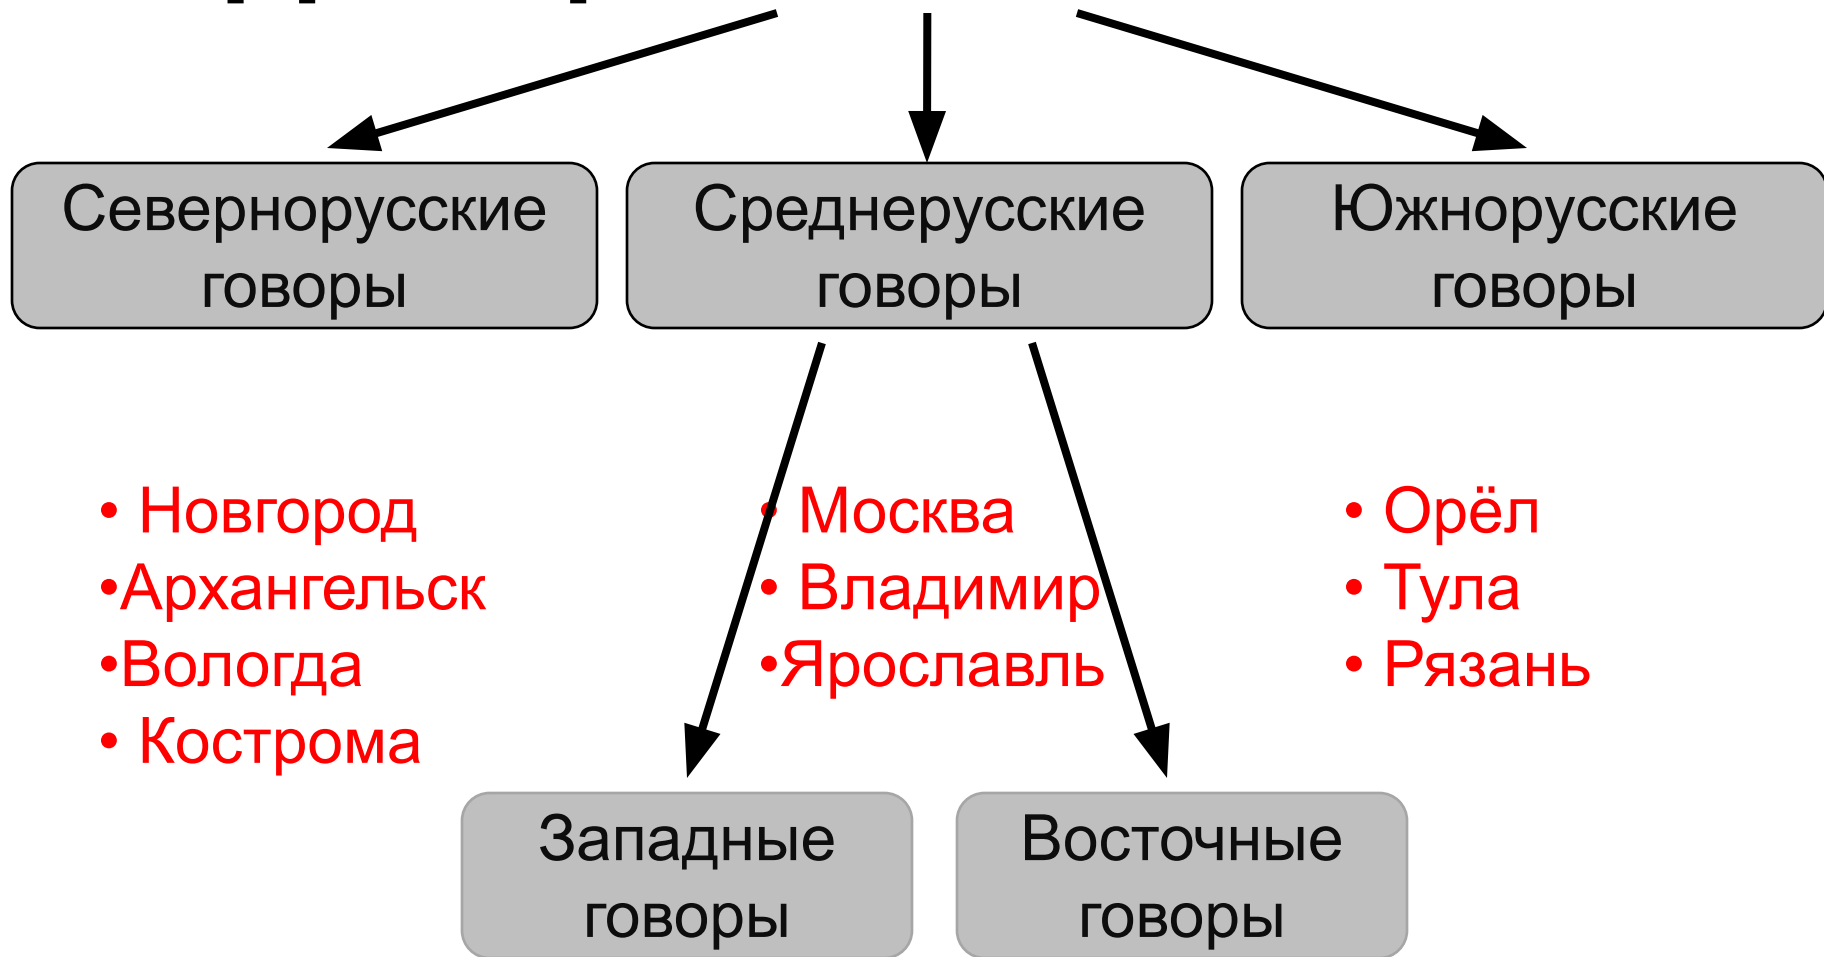 Севернорусские
говоры
Среднерусские
говоры
Южнорусские
говоры
• Новгород
•Архангельск
•Вологда
• Кострома
• Москва
• Владимир
•Ярославль
• Орёл
• Тула
• Рязань
Западные
говоры
Восточные
говоры